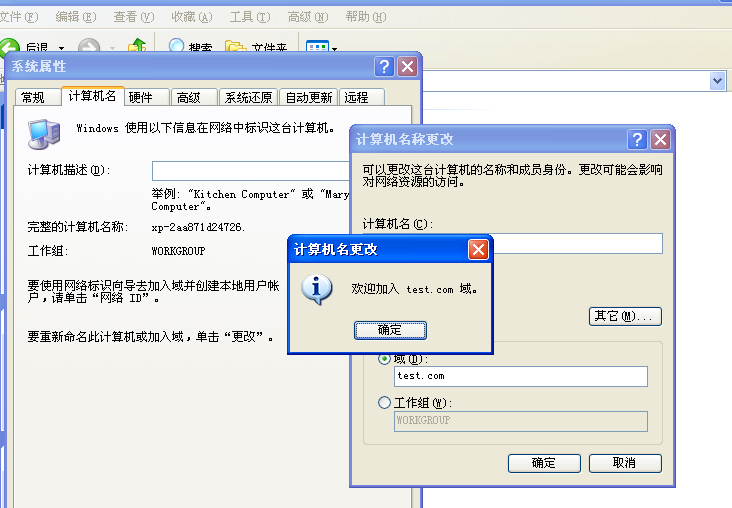 文件(F) 编辑(E) 查看(V) 收藏(A) 工具(T) 高级(N) 帮助(H)
后退 搜索 文件夹
系统属性
常规 计算机名 硬件 高级 系统还原 自动更新 远程
Windows 使用以下信息在网络中标识这台计算机。
计算机描述(D):
举例: "Kitchen Computer" 或 "Mary
Computer"。
完整的计算机名称: xp-2aa871d24726.
工作组: WORKGROUP
要使用网络标识向导去加入域并创建本地用户帐
户，请单击“网络 ID”。
要重新命名此计算机或加入域，单击“更改”。
计算机名称更改
可以更改这台计算机的名称和成员身份。更改可能会影响
对网络资源的访问。
计算机名(C):
其它(M)...
域(D):
test.com
工作组(W):
WORKGROUP
确定 取消
计算机名更改
欢迎加入 test.com 域。
确定